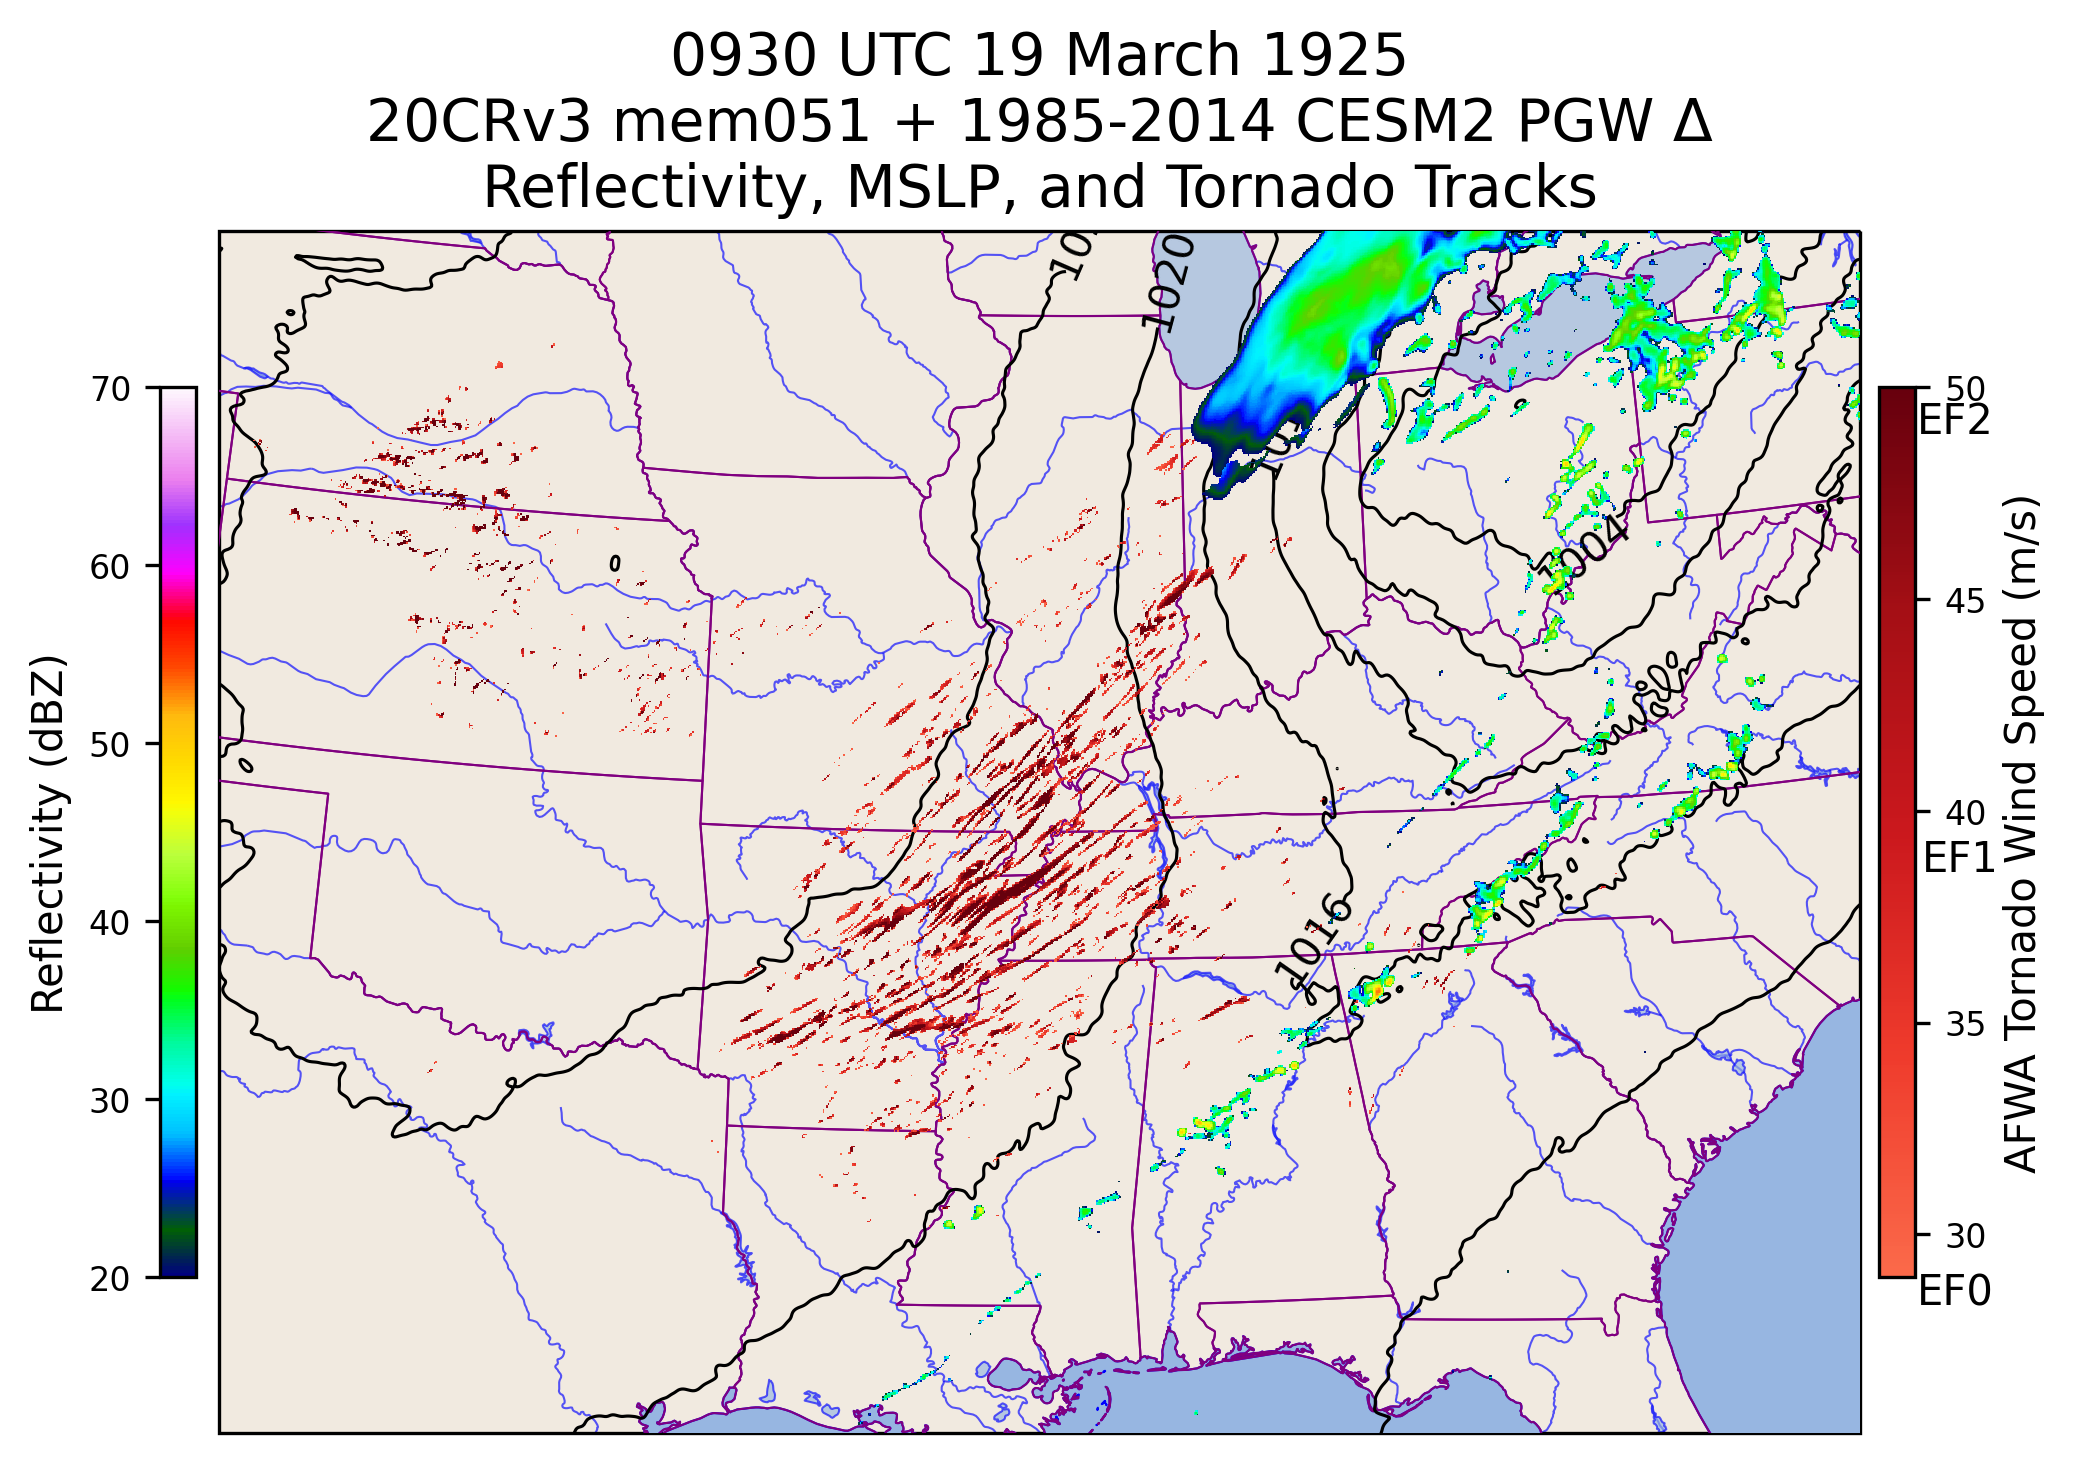 0930 UTC 19 March 1925
20CRv3 mem051 + 1985-2014 CESM2 PGW Δ
Reflectivity, MSLP, and Tornado Tracks
1020
1004
1016
70
60
50
40
30
20
Reflectivity (dBZ)
50
EF2
45
40
EF1
35
30
EF0
AFWA Tornado Wind Speed (m/s)